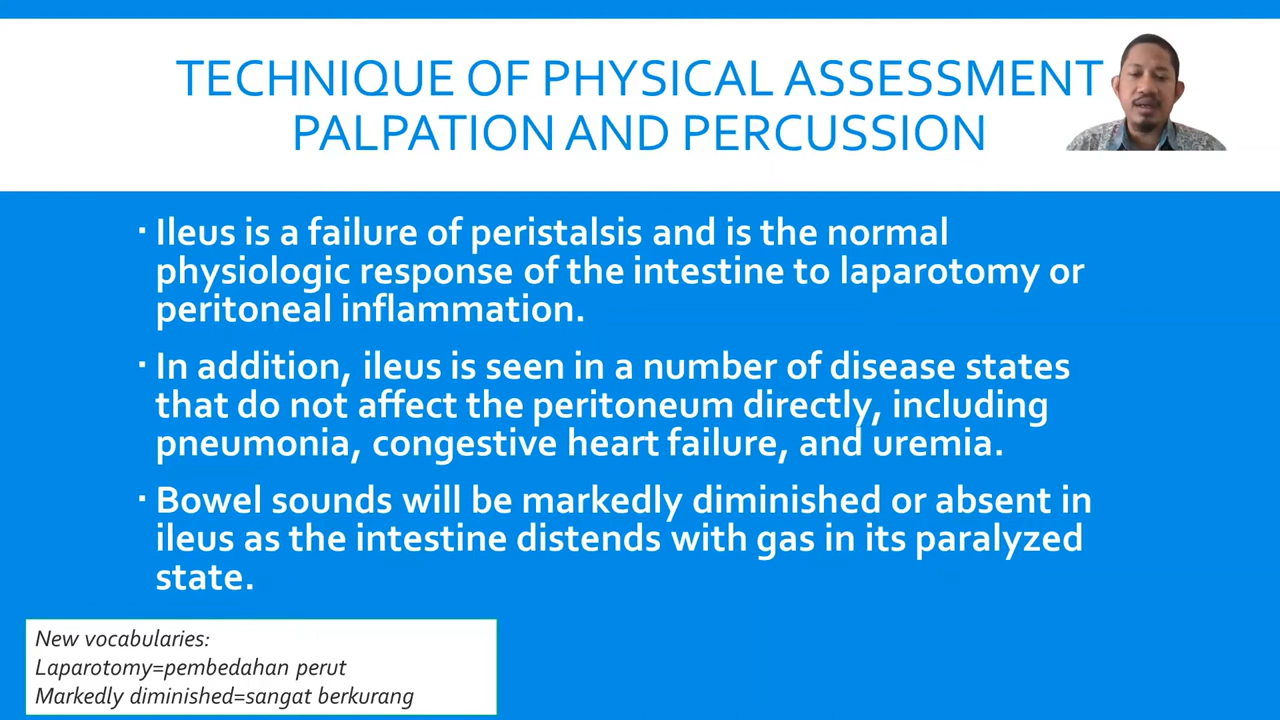 TECHNIQUE OF PHYSICAL ASSESSMENT
PALPATION AND PERCUSSION
▪ Ileus is a failure of peristalsis and is the normal
physiologic response of the intestine to laparotomy or
peritoneal inflammation.
▪ In addition, ileus is seen in a number of disease states
that do not affect the peritoneum directly, including
pneumonia, congestive heart failure, and uremia.
▪ Bowel sounds will be markedly diminished or absent in
ileus as the intestine distends with gas in its paralyzed
state.
New vocabularies:
Laparotomy=pembedahan perut
Markedly diminished=sangat berkurang